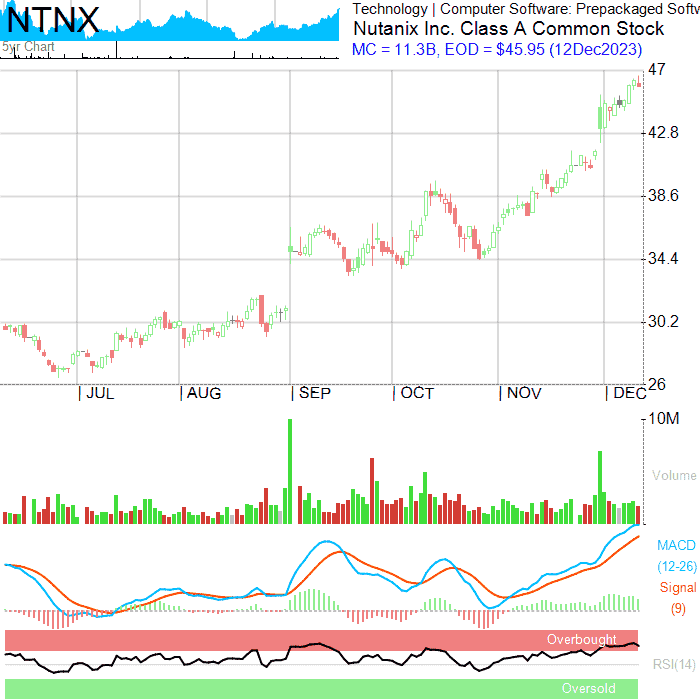 NTNX
Technology | Computer Software: Prepackaged Softw
Nutanix Inc. Class A Common Stock
MC = 11.3B, EOD = $45.95 (12Dec2023)
5yr Chart
47
42.8
38.6
34.4
30.2
26
JUL AUG SEP OCT NOV DEC
10M
Volume
MACD
(12-26)
Signal
(9)
Overbought
RSI(14)
Oversold